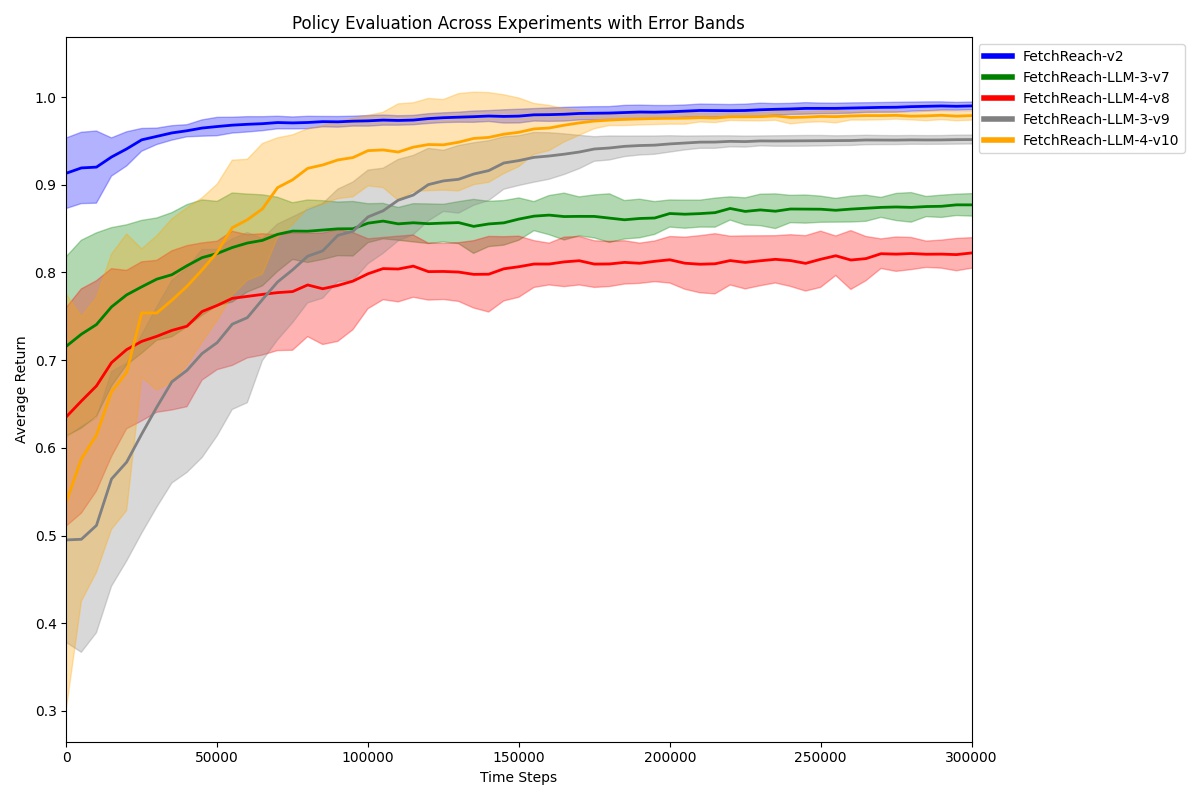 Policy Evaluation Across Experiments with Error Bands
FetchReach-v2
FetchReach-LLM-3-v7
FetchReach-LLM-4-v8
FetchReach-LLM-3-v9
FetchReach-LLM-4-v10
Average Return
1.0
0.9
0.8
0.7
0.6
0.5
0.4
0.3
0 50000 100000 150000 200000 250000 300000
Time Steps